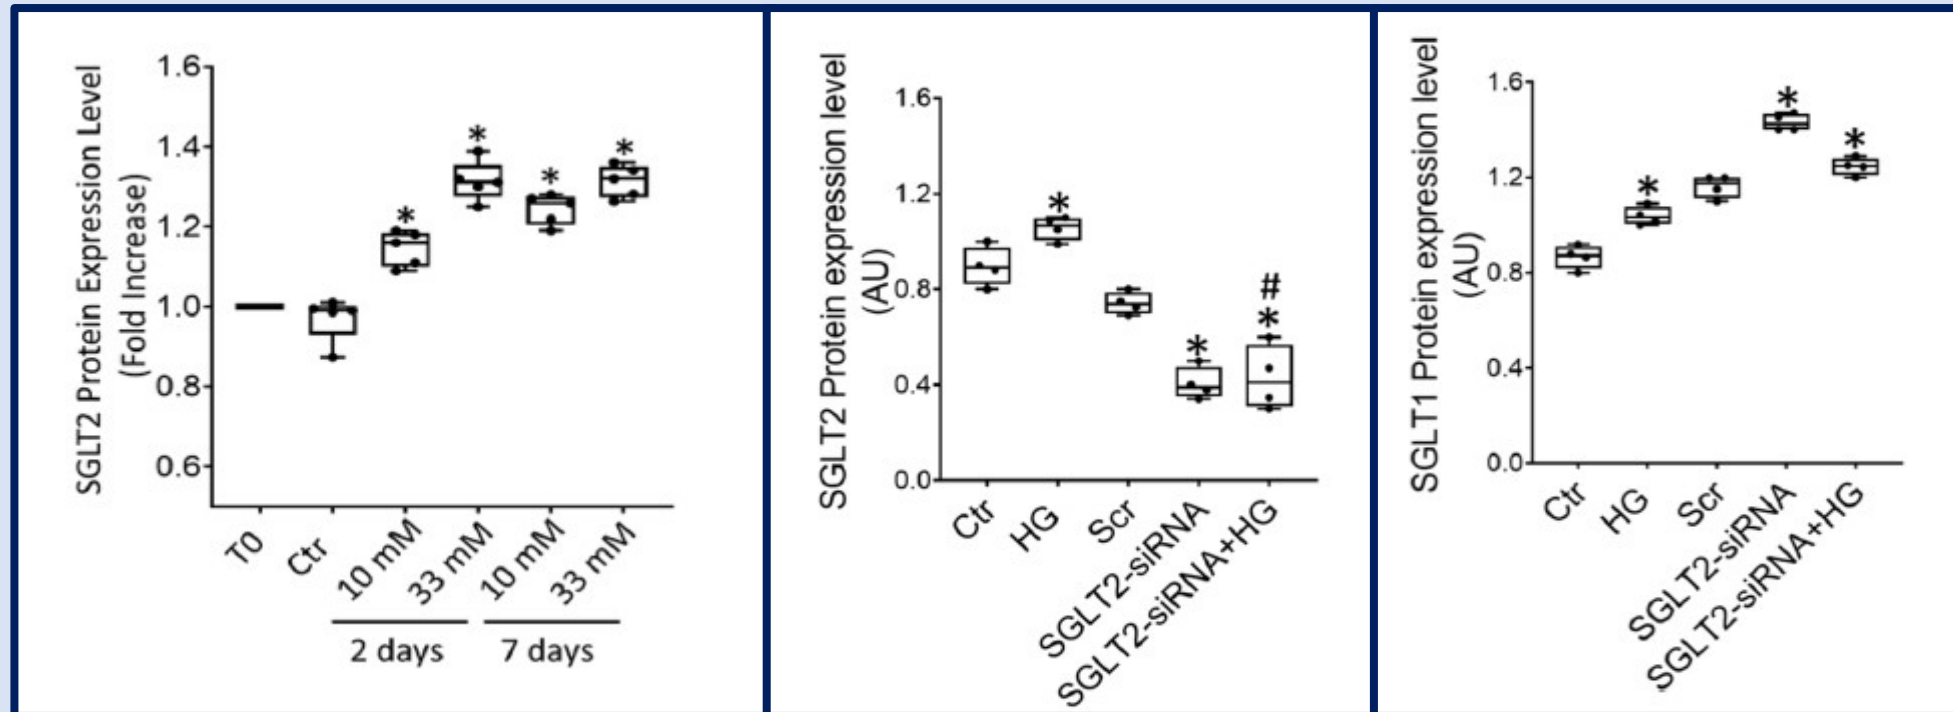 SGLT2 Protein Expression Level
(Fold Increase)
1.6
1.4
1.2
1.0
0.8
0.6
*
*
*
*
T0
Ctr
10 mM
33 mM
10 mM
33 mM
2 days
7 days
SGLT2 Protein expression level
(AU)
1.6
1.2
0.8
0.4
0.0
*
*
#
*
Ctr
HG
Scr
SGLT2-siRNA
SGLT2-siRNA+HG
SGLT1 Protein expression level
(AU)
1.6
1.2
0.8
0.4
0.0
*
*
*
Ctr
HG
Scr
SGLT2-siRNA
SGLT2-siRNA+HG